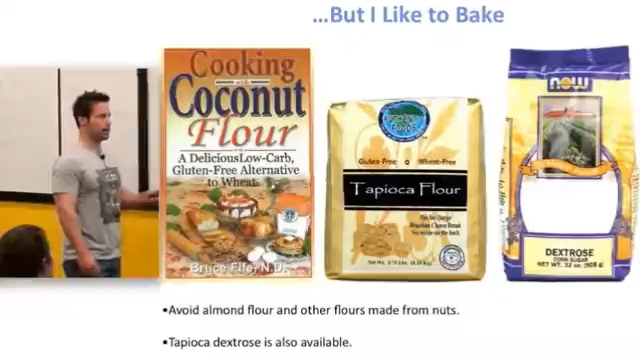 ...But I Like to Bake
Cooking
with
Coconut
Flour
A DeliciousLow-Carb,
Gluten-Free Alternative
to Wheat
Bruce Fife, N.D.
FOODS
Gluten-Free Wheat-Free
Tapioca Flour
now
DEXTROSE
CORN SUGAR
NET WT. 32 oz. (908 g)
•Avoid almond flour and other flours made from nuts.
•Tapioca dextrose is also available.